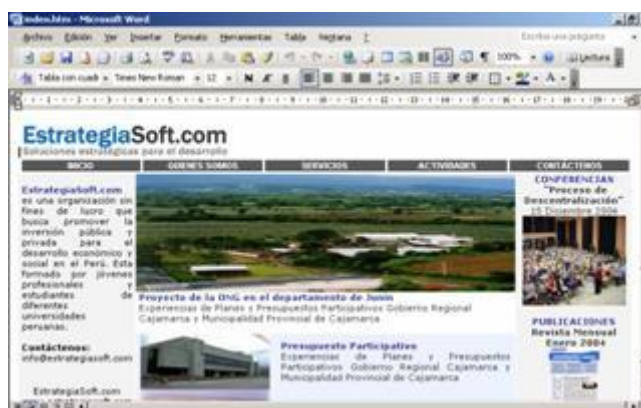 index.htm - Microsoft Word
Archivo Edición Ver Insertar Formato Herramientas Tabla Ventana ?
Escriba una pregunta
100%
Lectura
Tabla con cuadr Times New Roman 12 N K S
EstrategiaSoft.com
Soluciones estratégicas para el desarrollo
INICIO QUIENES SOMOS SERVICIOS ACTIVIDADES CONTÁCTENOS
EstrategiaSoft.com
es una organización sin
fines de lucro que
busca promover la
inversión pública y
privada para el
desarrollo económico y
social en el Perú. Esta
formado por jóvenes
profesionales y
estudiantes de
diferentes
universidades
peruanas.
Contáctenos:
info@estrategiasoft.com
EstrategiaSoft.com
Proyecto de la ONG en el departamento de Junín
Experiencias de Planes y Presupuestos Participativos Gobierno Regional
Cajamarca y Municipalidad Provincial de Cajamarca
Presupuesto Participativo
Experiencias de Planes y Presupuestos
Participativos Gobierno Regional Cajamarca y
Municipalidad Provincial de Cajamarca
CONFERENCIAS
"Proceso de
Descentralización"
15 Diciembre 2004
PUBLICACIONES
Revista Mensual
Enero 2004